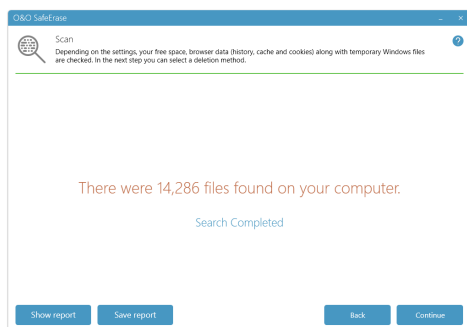 O&O SafeErase
Scan
Depending on the settings, your free space, browser data (history, cache and cookies) along with temporary Windows files
are checked. In the next step you can select a deletion method.
?
There were 14,286 files found on your computer.
Search Completed
Show report
Save report
Back
Continue